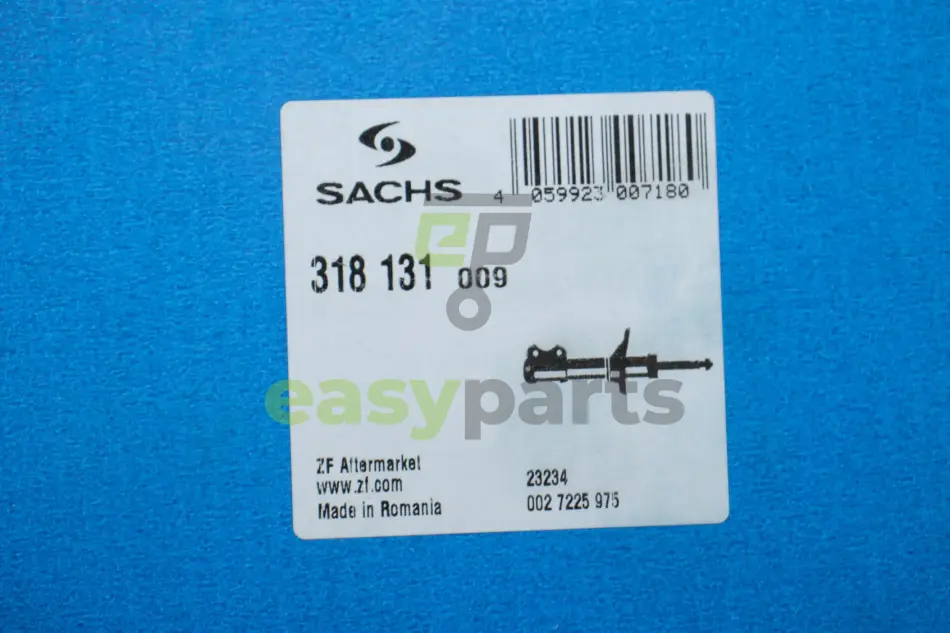 SACHS
4 059923 007180
318 131 009
ep
easyparts
ZF Aftermarket
www.zf.com
Made in Romania
23234
002 7225 975